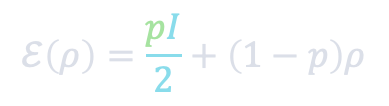 ℰ(ρ) = pI/2 + (1 − p)ρ